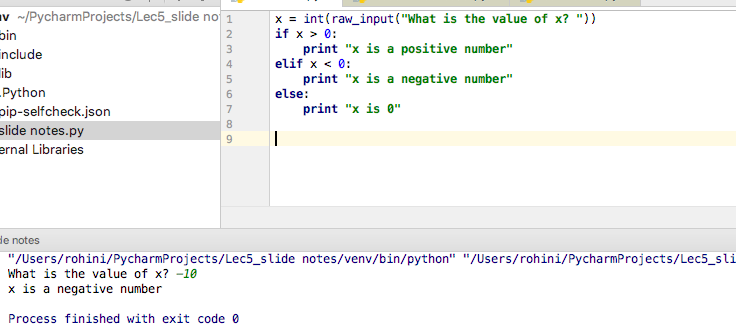 nv ~/PycharmProjects/Lec5_slide no
bin
include
lib
.Python
pip-selfcheck.json
slide notes.py
ernal Libraries
1 x = int(raw_input("What is the value of x? "))
2 if x > 0:
3     print "x is a positive number"
4 elif x < 0:
5     print "x is a negative number"
6 else:
7     print "x is 0"
8
9
de notes
"/Users/rohini/PycharmProjects/Lec5_slide notes/venv/bin/python" "/Users/rohini/PycharmProjects/Lec5_sli
What is the value of x? -10
x is a negative number
Process finished with exit code 0